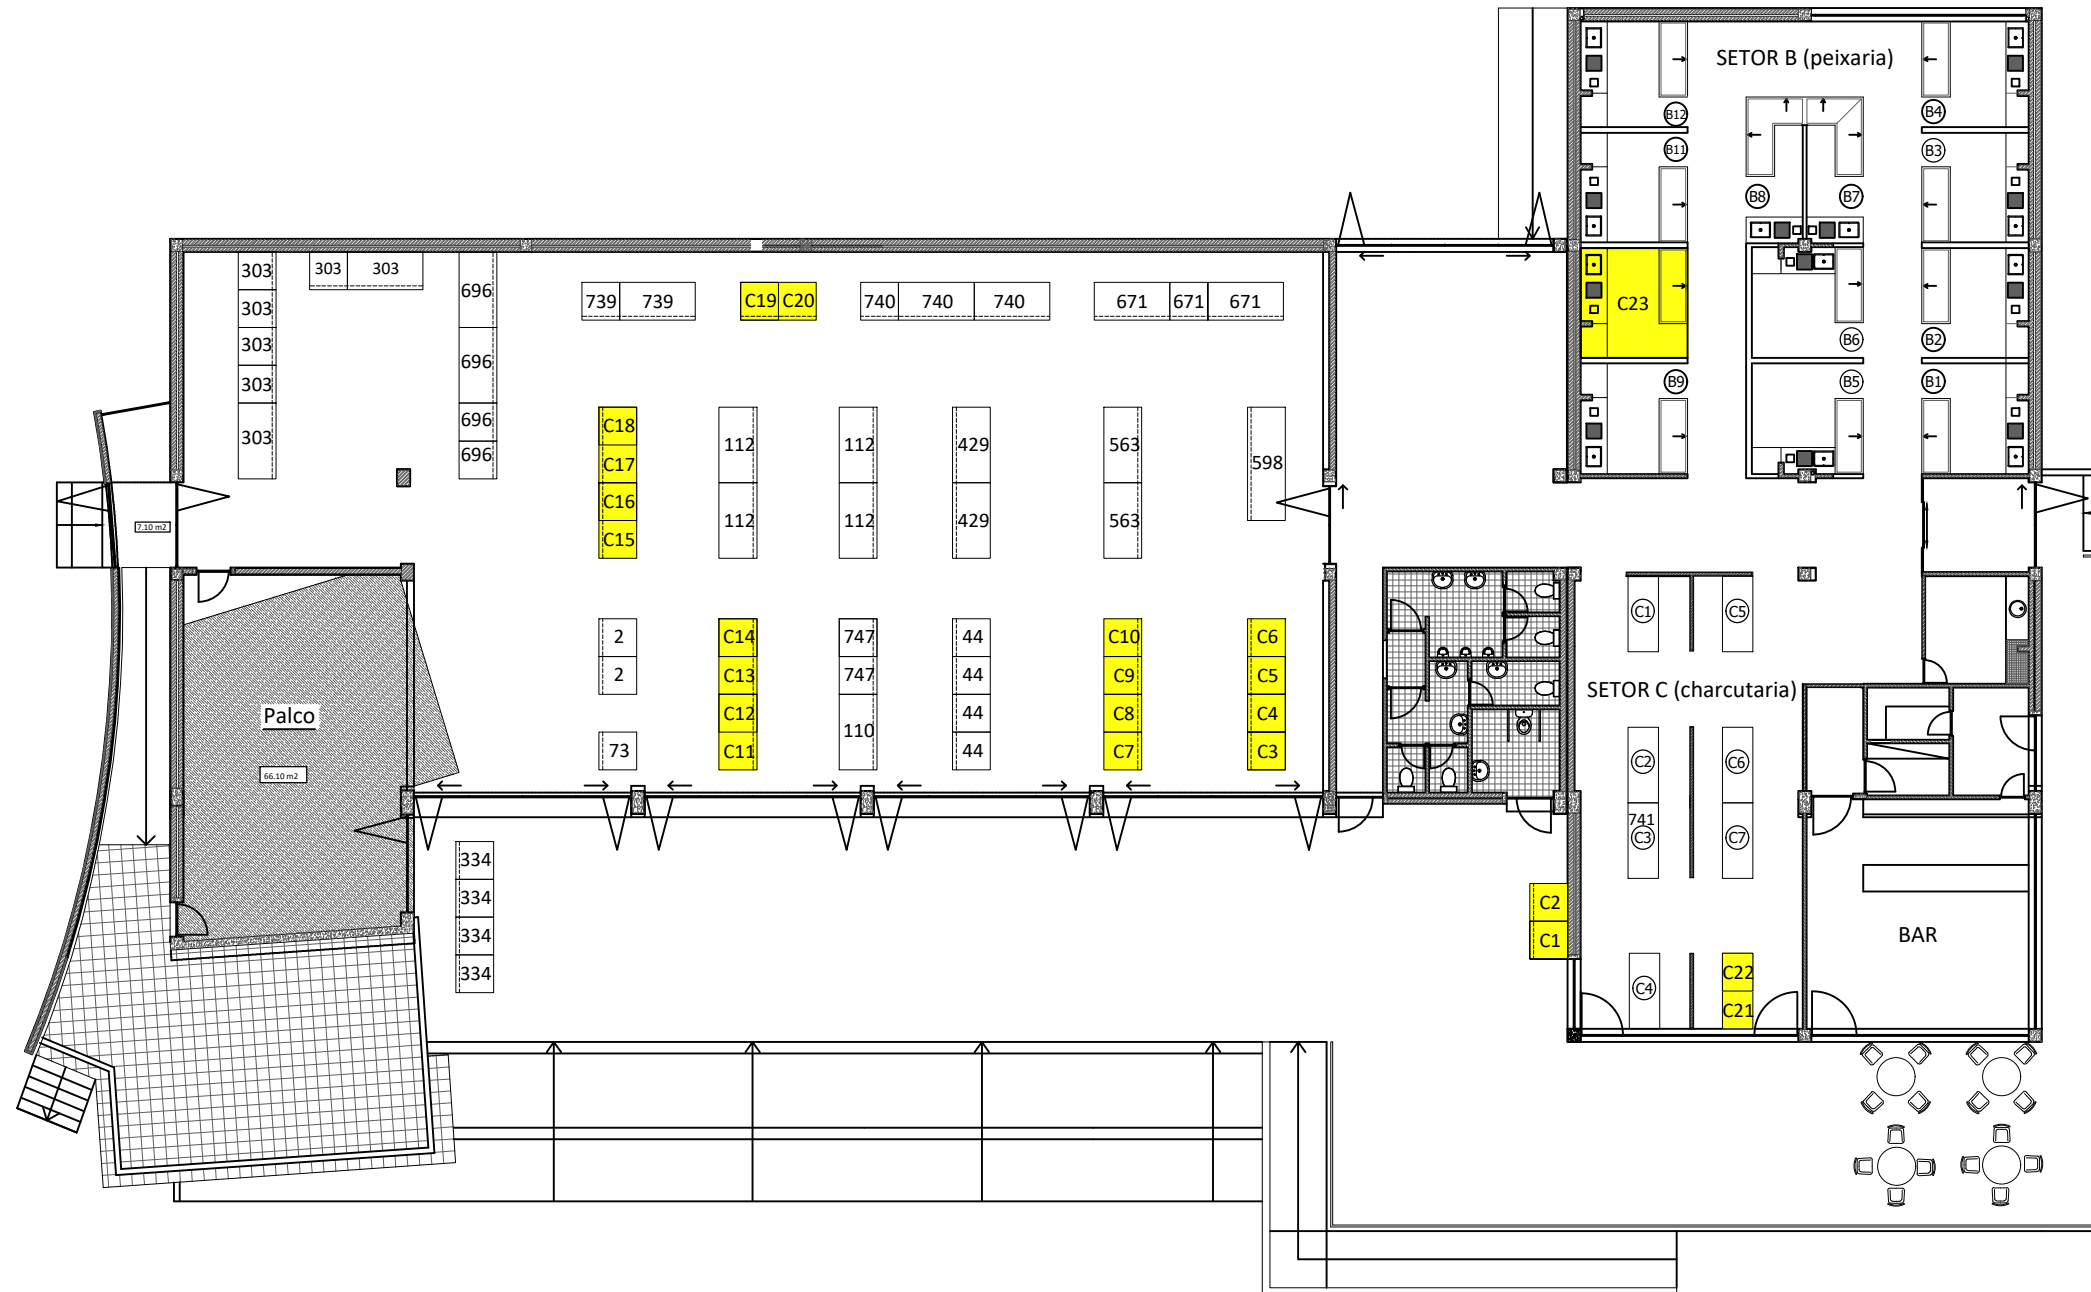 SETOR B (peixaria)
B12
B4
B11
B3
B8
B7
303
303
303
696
739
739
C19
C20
740
740
740
671
671
671
C23
303
303
696
B6
B2
303
B9
B5
B1
303
696
696
C18
C17
C16
C15
112
112
112
112
429
429
563
563
598
7.10 m2
C1
C5
2
2
73
C14
C13
C12
C11
747
747
110
44
44
44
44
C10
C9
C8
C7
C6
C5
C4
C3
SETOR C (charcutaria)
Palco
66.10 m2
C2
C6
741
C3
C7
334
334
334
334
C2
C1
BAR
C4
C22
C21